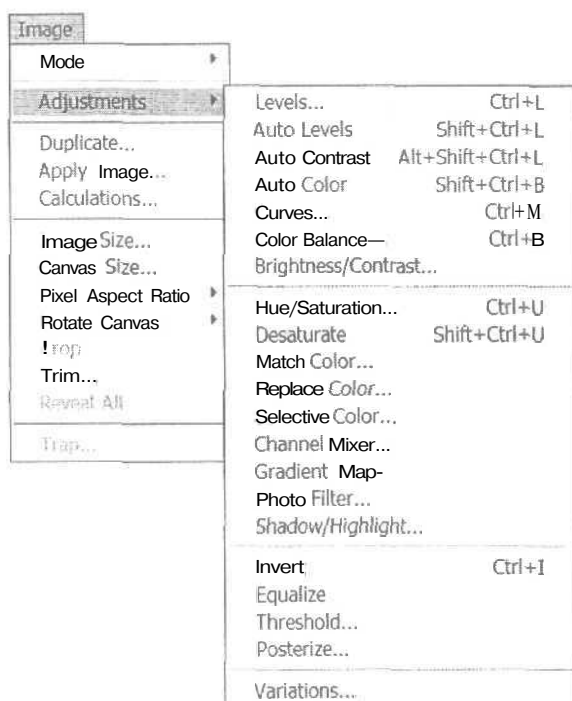 Image
Mode
Adjustments
Duplicate...
Apply Image...
Calculations...
Image Size...
Canvas Size...
Pixel Aspect Ratio
Rotate Canvas
!rop
Trim...
Reveal All
Trap...
Levels... Ctrl+L
Auto Levels Shift+Ctrl+L
Auto Contrast Alt+Shift+Ctrl+L
Auto Color Shift+Ctrl+B
Curves... Ctrl+M
Color Balance— Ctrl+B
Brightness/Contrast...
Hue/Saturation... Ctrl+U
Desaturate Shift+Ctrl+U
Match Color...
Replace Color...
Selective Color...
Channel Mixer...
Gradient Map-
Photo Filter...
Shadow/Highlight...
Invert Ctrl+I
Equalize
Threshold...
Posterize...
Variations...